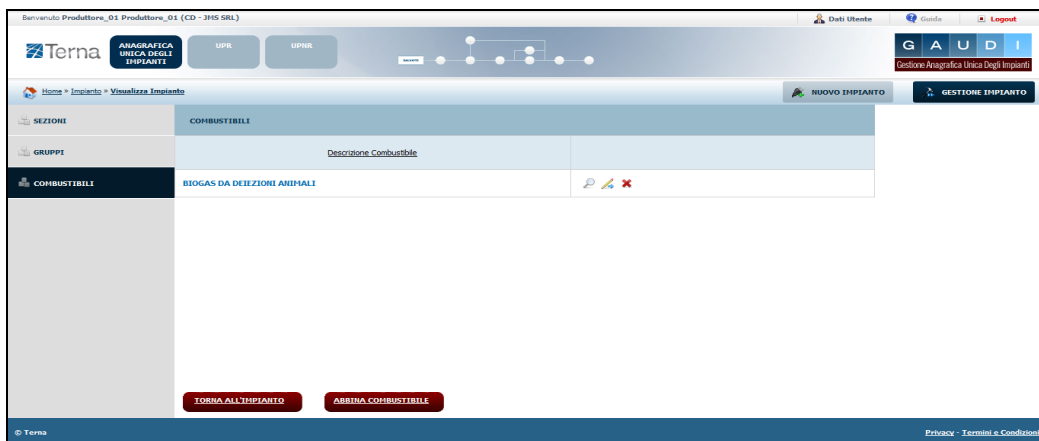 Benvenuto Produttore_01 Produttore_01 (CD - JMS SRL)
Dati Utente
Guida
Logout
Terna
ANAGRAFICA
UNICA DEGLI
IMPIANTI
UPR
UPNR
G A U D I
Gestione Anagrafica Unica Degli Impianti
Home » Impianto » Visualizza Impianto
NUOVO IMPIANTO
GESTIONE IMPIANTO
SEZIONI
COMBUSTIBILI
GRUPPI
Descrizione Combustibile
COMBUSTIBILI
BIOGAS DA DEIEZIONI ANIMALI
TORNA ALL'IMPIANTO
ABBINA COMBUSTIBILE
© Terna
Privacy - Termini e Condizioni